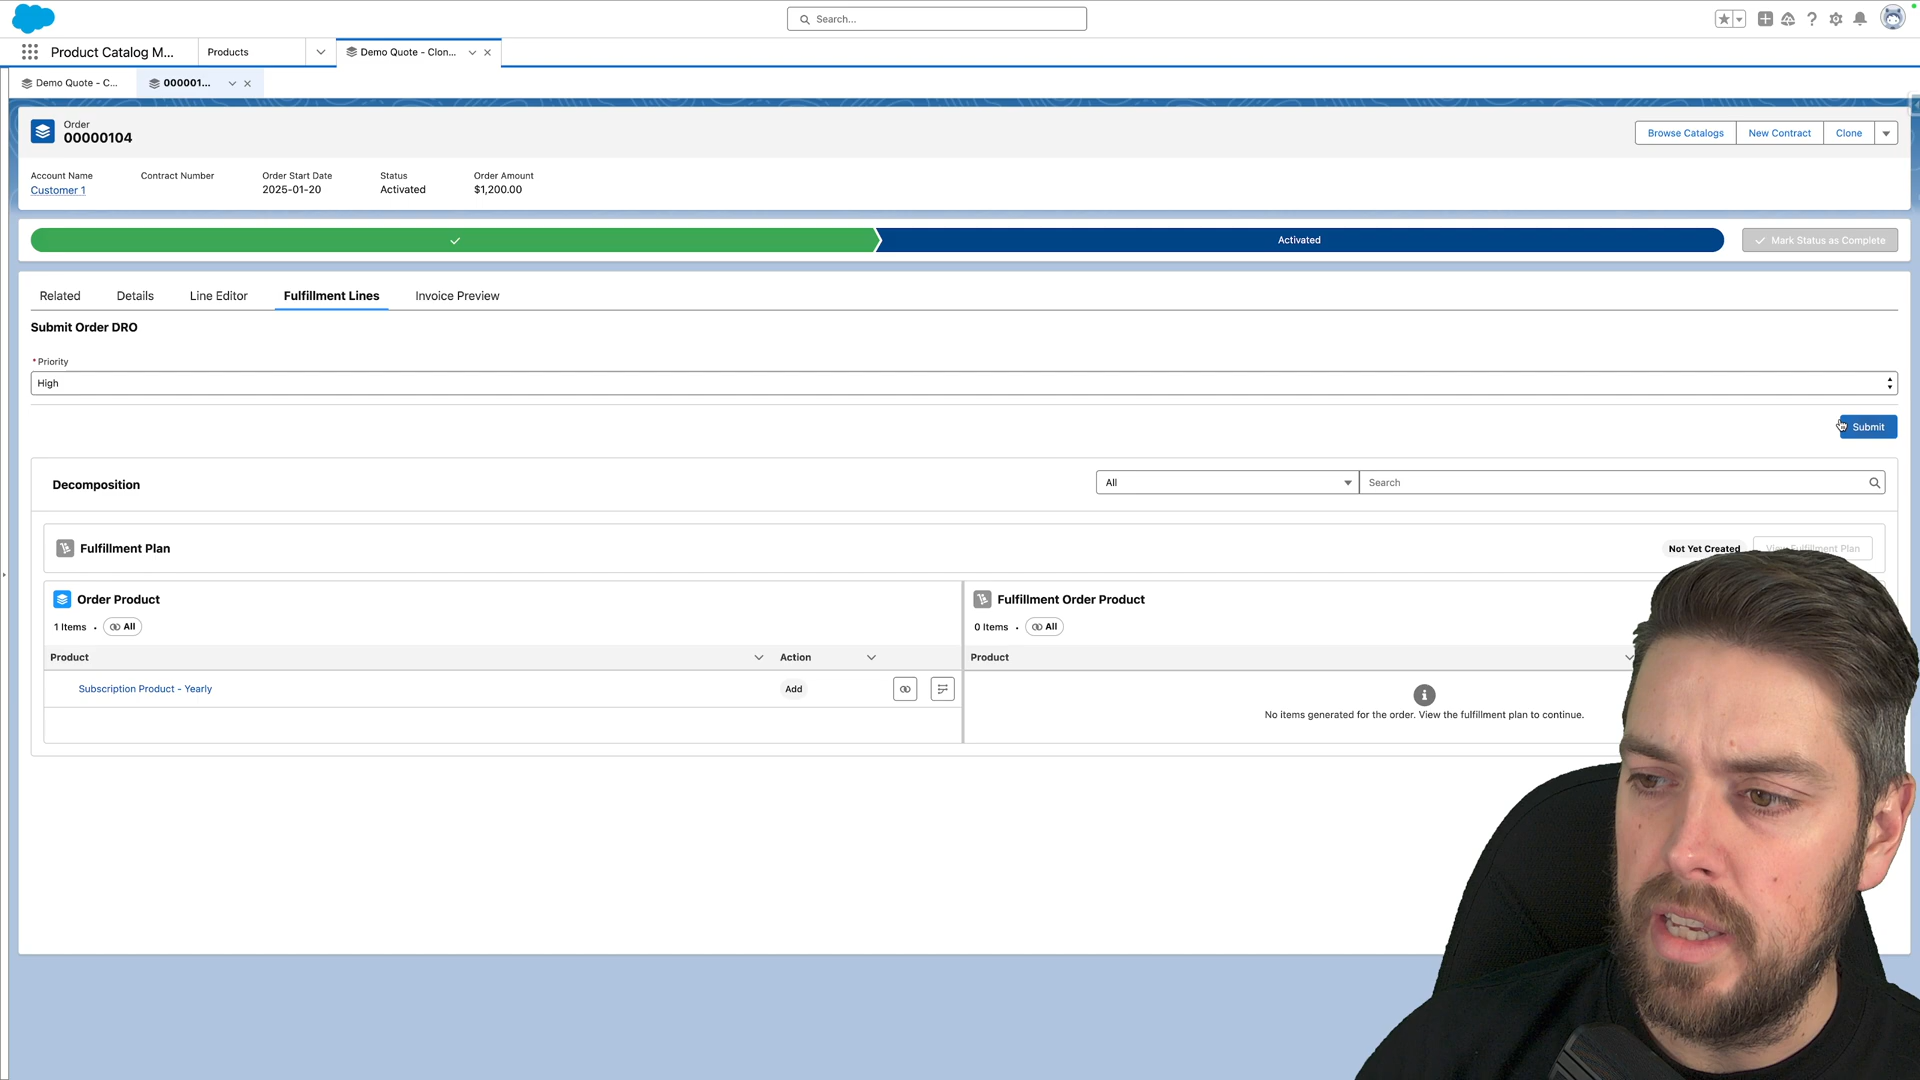 Search...
Product Catalog M...
Products
Demo Quote - Clon...
Demo Quote - C...
000001...
Order
00000104
Browse Catalogs
New Contract
Clone
Account Name
Contract Number
Order Start Date
Status
Order Amount
Customer 1
2025-01-20
Activated
$1,200.00
Activated
Mark Status as Complete
Related
Details
Line Editor
Fulfillment Lines
Invoice Preview
Submit Order DRO
* Priority
High
Submit
Decomposition
All
Search
Fulfillment Plan
Not Yet Created
View Fulfillment Plan
Order Product
1 Items . All
Fulfillment Order Product
0 Items . All
Product
Action
Product
Subscription Product - Yearly
Add
No items generated for the order. View the fulfillment plan to continue.